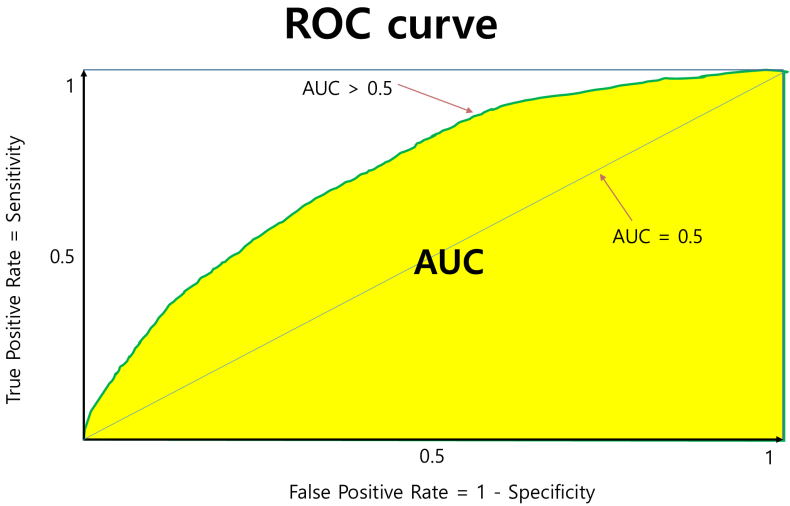 ROC curve
1
AUC > 0.5
True Positive Rate = Sensitivity
AUC = 0.5
0.5
AUC
0.5
1
False Positive Rate = 1 - Specificity